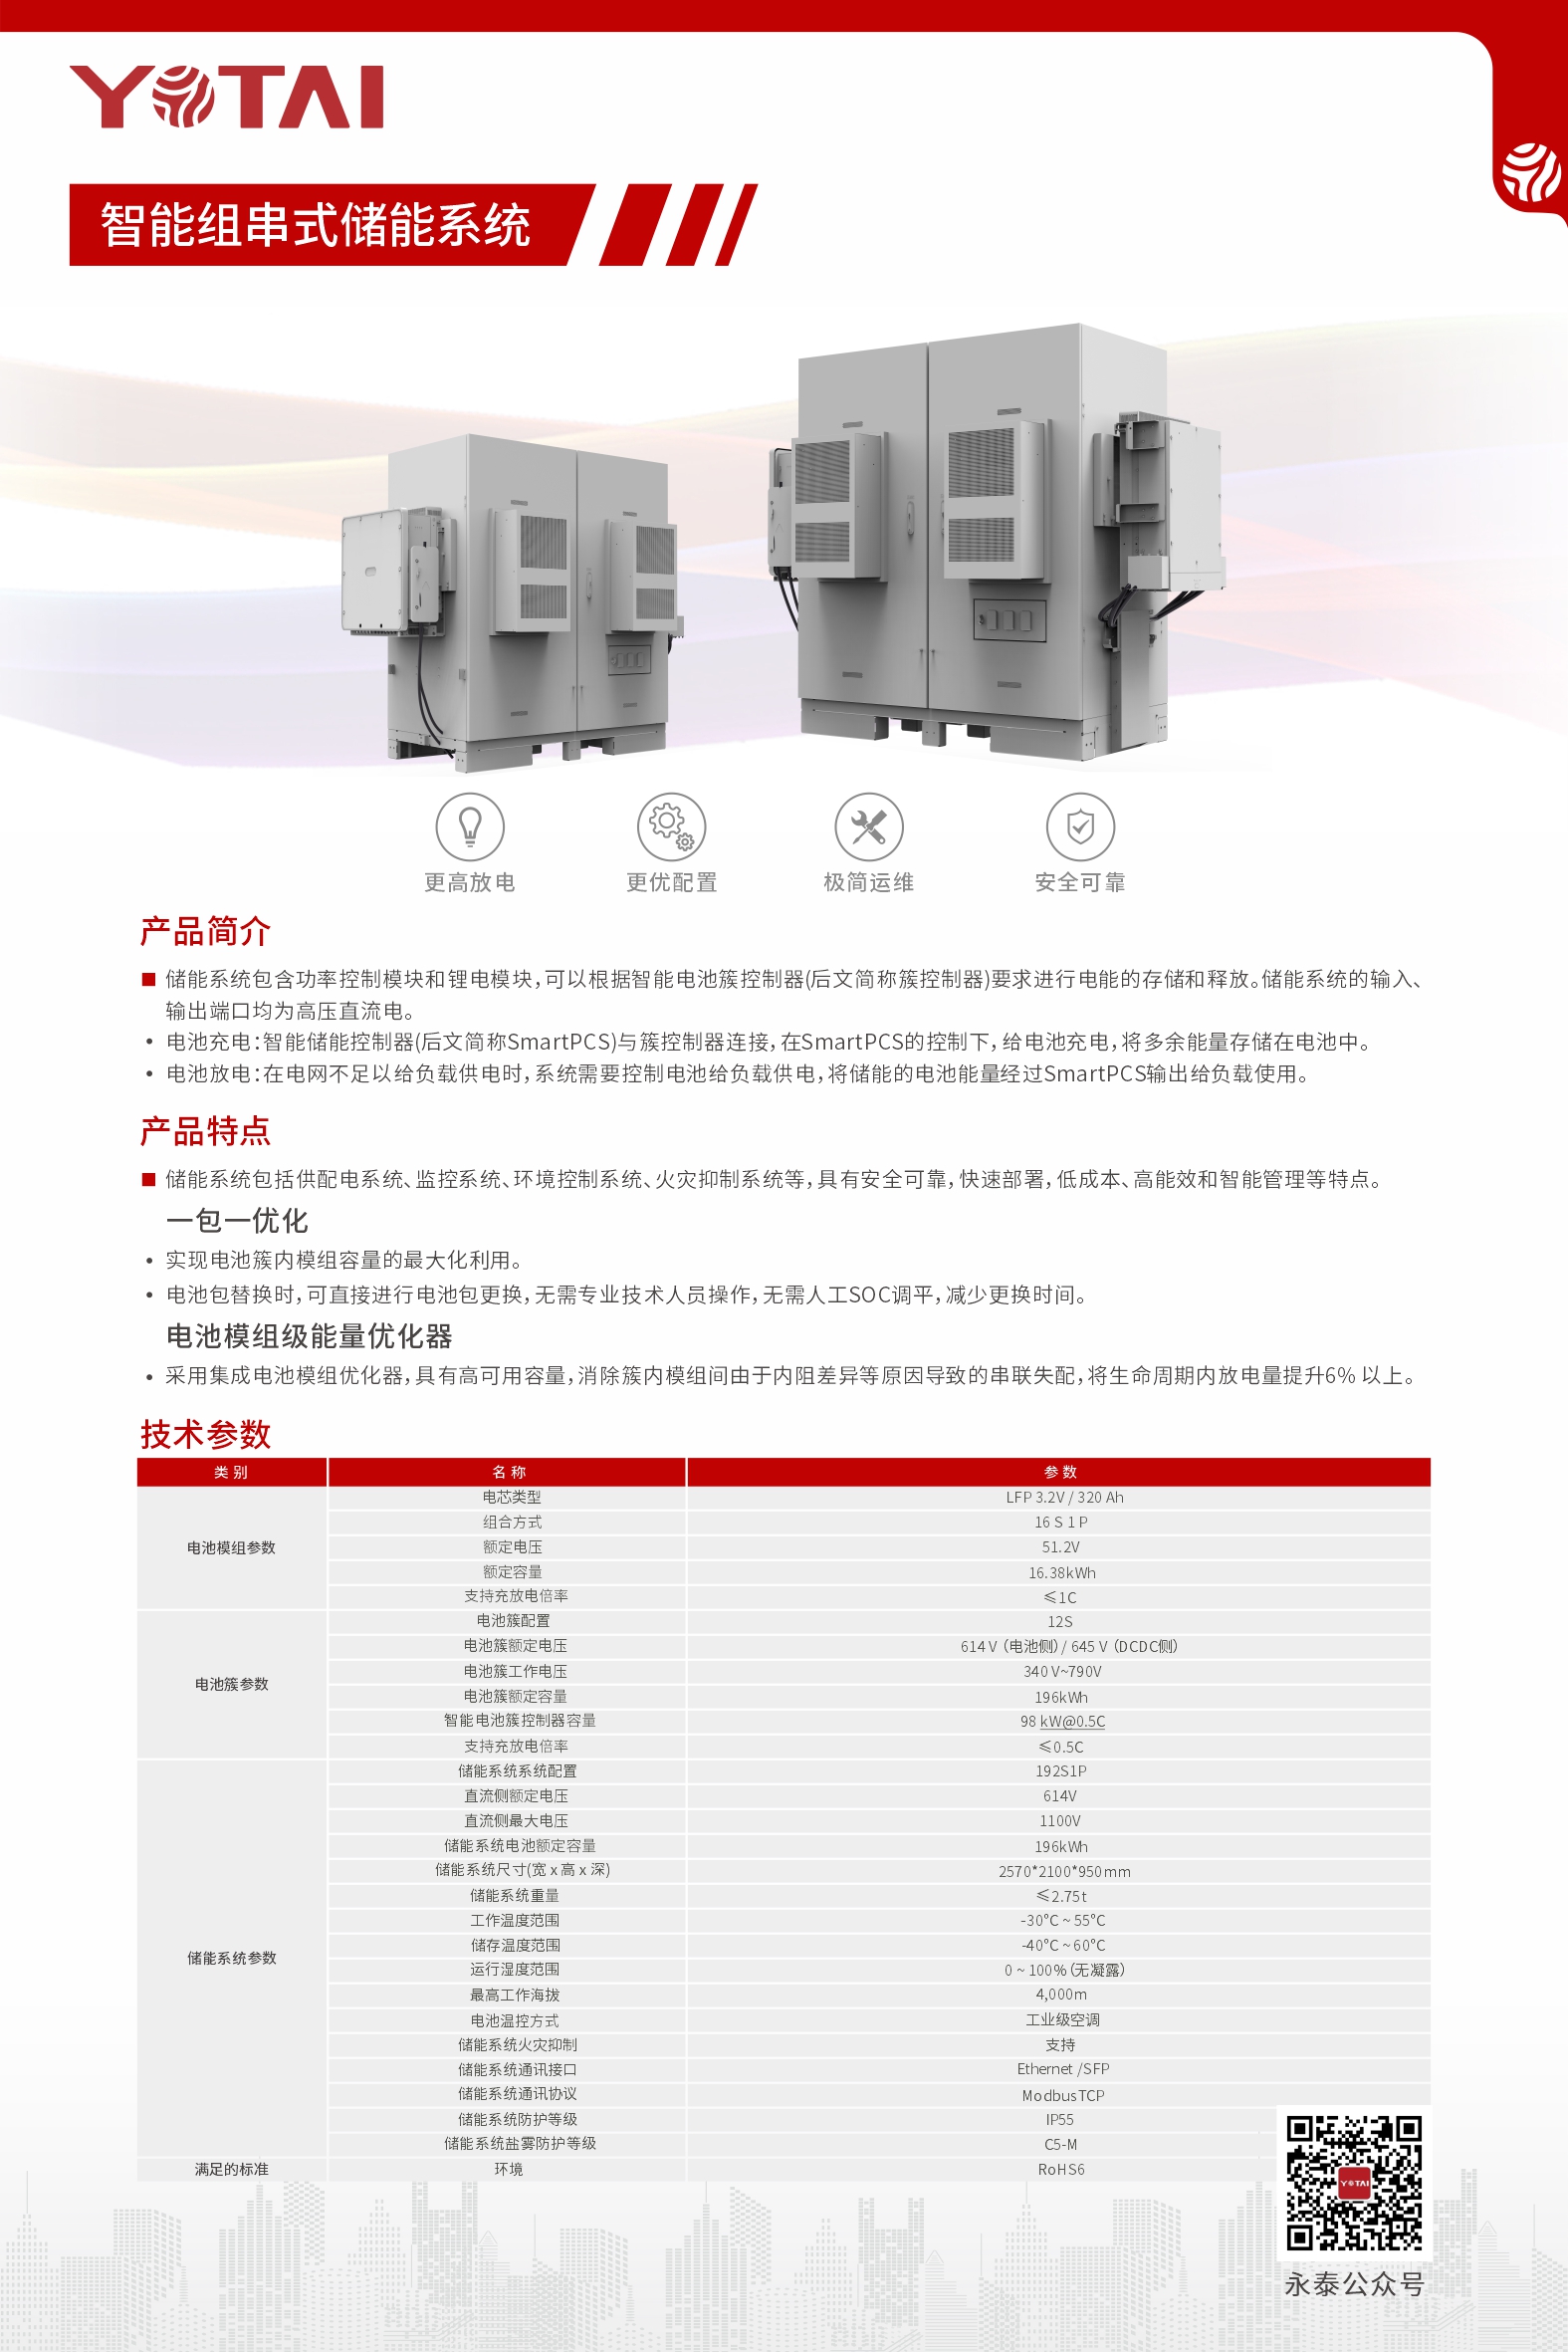 YOTAI
智能组串式储能系统
更高放电
更优配置
极简运维
安全可靠
产品简介
储能系统包含功率控制模块和锂电模块,可以根据智能电池簇控制器(后文简称簇控制器)要求进行电能的存储和释放。储能系统的输入、
输出端口均为高压直流电。
• 电池充电:智能储能控制器(后文简称SmartPCS)与簇控制器连接,在SmartPCS的控制下,给电池充电,将多余能量存储在电池中。
• 电池放电:在电网不足以给负载供电时,系统需要控制电池给负载供电,将储能的电池能量经过SmartPCS输出给负载使用。
产品特点
储能系统包括供配电系统、监控系统、环境控制系统、火灾抑制系统等,具有安全可靠,快速部署,低成本、高能效和智能管理等特点。
一包一优化
• 实现电池簇内模组容量的最大化利用。
• 电池包替换时,可直接进行电池包更换,无需专业技术人员操作,无需人工SOC调平,减少更换时间。
电池模组级能量优化器
• 采用集成电池模组优化器,具有高可用容量,消除簇内模组间由于内阻差异等原因导致的串联失配,将生命周期内放电量提升6% 以上。
技术参数
类别 名称 参数
电池模组参数
电芯类型 LFP 3.2V / 320 Ah
组合方式 16 S 1 P
额定电压 51.2V
额定容量 16.38kWh
支持充放电倍率 ≤1C
电池簇参数
电池簇配置 12S
电池簇额定电压 614 V (电池侧) / 645 V (DCDC侧)
电池簇工作电压 340 V~790V
电池簇额定容量 196kWh
智能电池簇控制器容量 98 kW@0.5C
支持充放电倍率 ≤0.5C
储能系统参数
储能系统系统配置 192S1P
直流侧额定电压 614V
直流侧最大电压 1100V
储能系统电池额定容量 196kWh
储能系统尺寸(宽 x 高 x 深) 2570*2100*950mm
储能系统重量 ≤2.75t
工作温度范围 -30°C ~ 55°C
储存温度范围 -40°C ~ 60°C
运行湿度范围 0 ~ 100% (无凝露)
最高工作海拔 4,000m
电池温控方式 工业级空调
储能系统火灾抑制 支持
储能系统通讯接口 Ethernet /SFP
储能系统通讯协议 ModbusTCP
储能系统防护等级 IP55
储能系统盐雾防护等级 C5-M
满足的标准 环境 RoHS6
YOTAI
永泰公众号